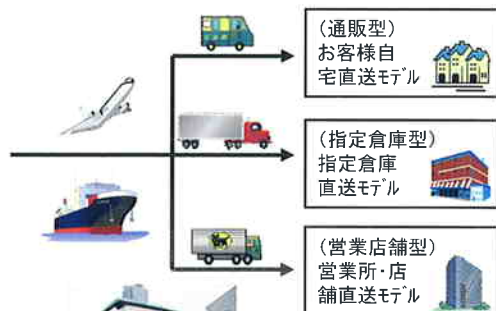 (通販型)
お客様自
宅直送ﾓﾃﾞﾙ
(指定倉庫型)
指定倉庫
直送ﾓﾃﾞﾙ
(営業店舗型)
営業所･店
舗直送ﾓﾃﾞﾙ